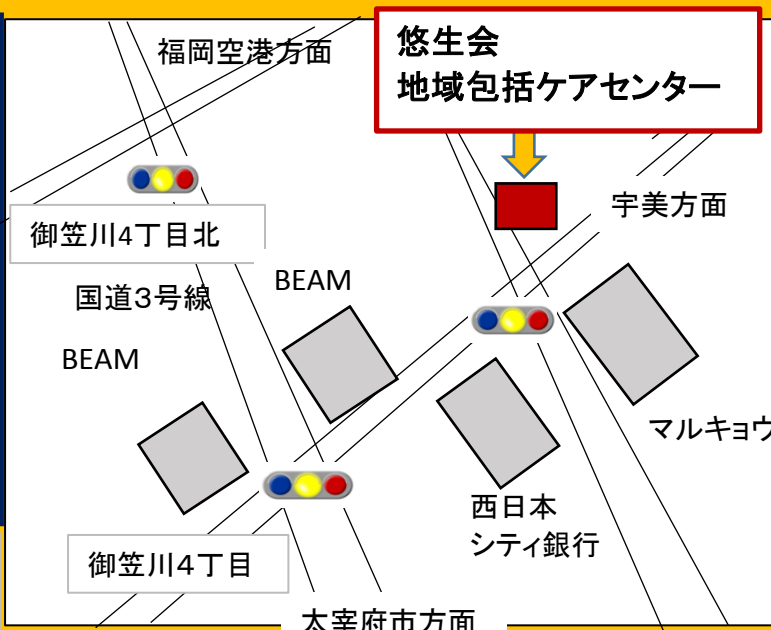 福岡空港方面
悠生会
地域包括ケアセンター
宇美方面
御笠川4丁目北
国道3号線
BEAM
BEAM
マルキョウ
西日本
シティ銀行
御笠川4丁目
太宰府市方面